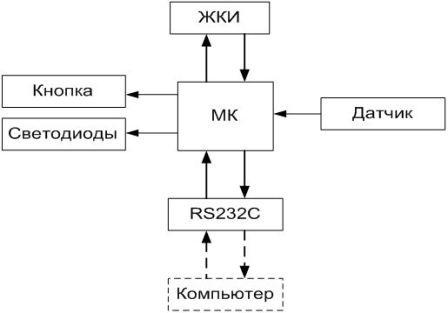 ЖКИ
Кнопка
МК
Датчик
Светодиоды
RS232C
Компьютер